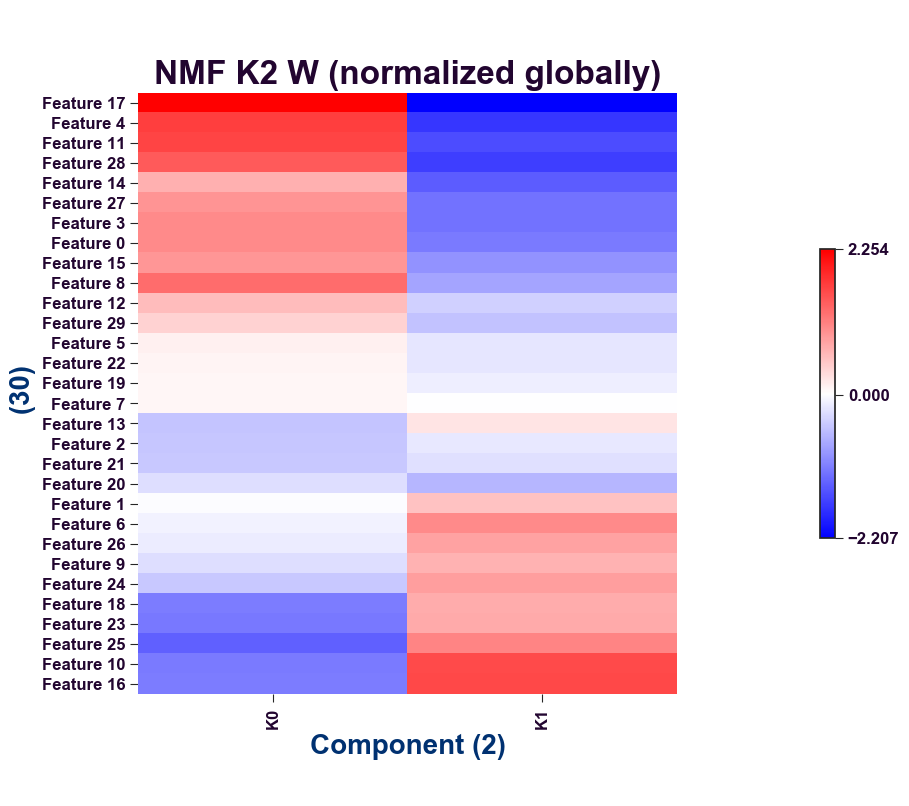 NMF K2 W (normalized globally)
Feature 17
Feature 4
Feature 11
Feature 28
Feature 14
Feature 27
Feature 3
Feature 0
Feature 15
Feature 8
Feature 12
Feature 29
Feature 5
Feature 22
Feature 19
Feature 7
Feature 13
Feature 2
Feature 21
Feature 20
Feature 1
Feature 6
Feature 26
Feature 9
Feature 24
Feature 18
Feature 23
Feature 25
Feature 10
Feature 16
(30)
K0
K1
Component (2)
2.254
0.000
−2.207